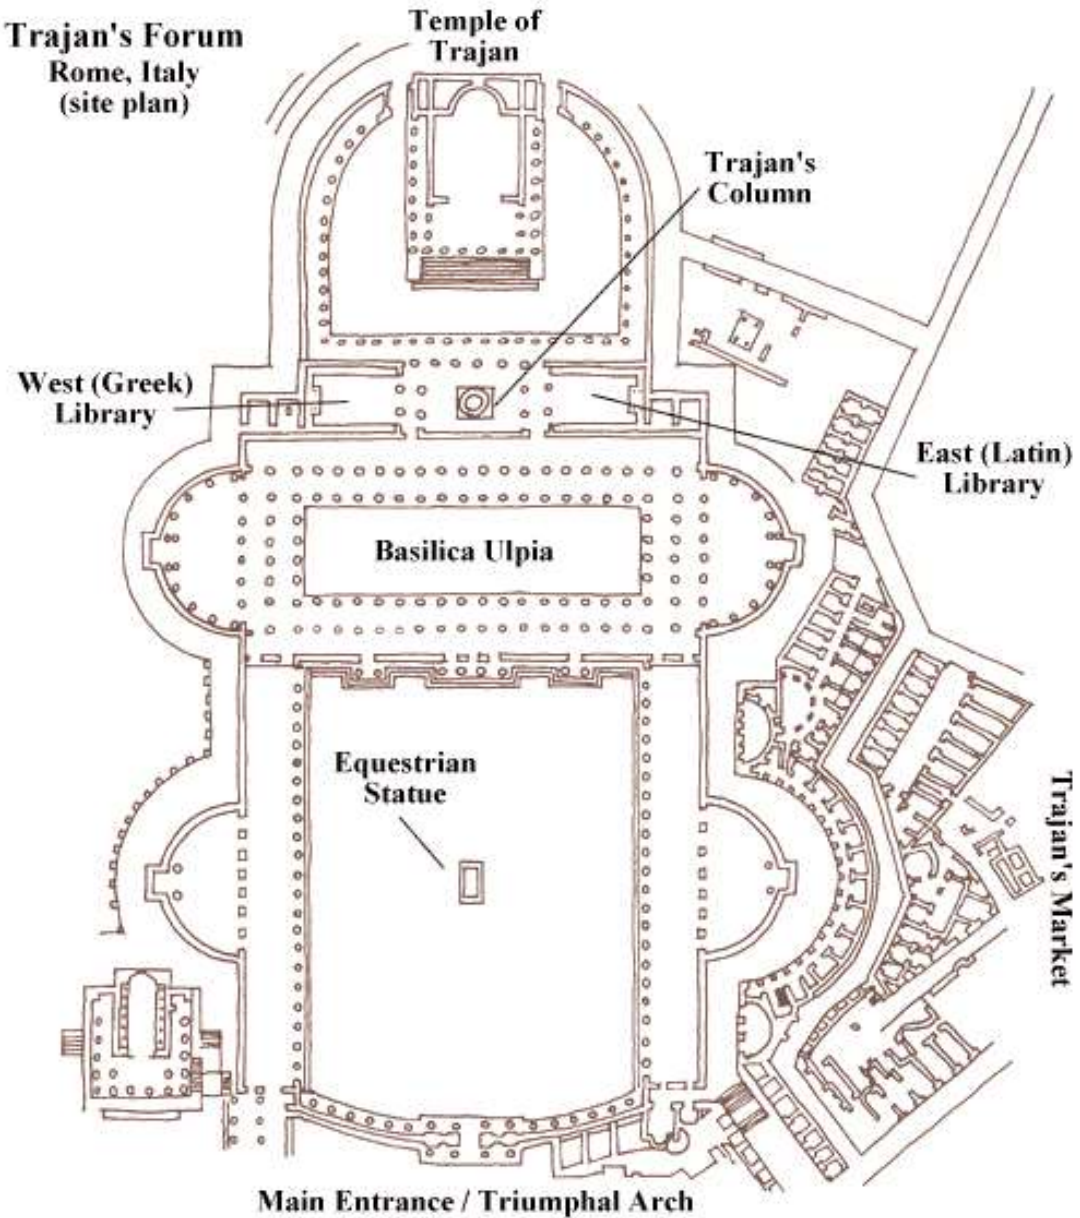 Trajan's Forum
Rome, Italy
(site plan)
Temple of
Trajan
Trajan's
Column
West (Greek)
Library
East (Latin)
Library
Basilica Ulpia
Equestrian
Statue
Trajan's Market
Main Entrance / Triumphal Arch